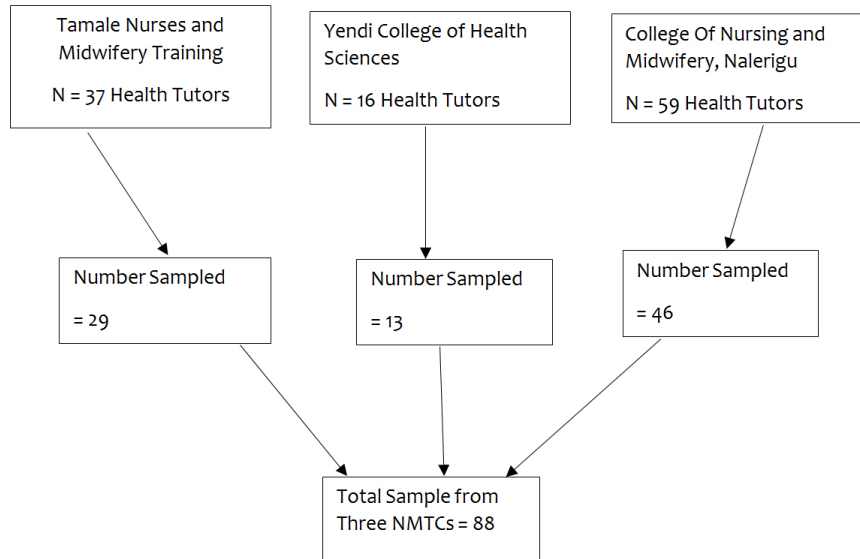 Tamale Nurses and
Midwifery Training
N = 37 Health Tutors
Yendi College of Health
Sciences
N = 16 Health Tutors
College Of Nursing and
Midwifery, Nalerigu
N = 59 Health Tutors
Number Sampled
= 29
Number Sampled
= 13
Number Sampled
= 46
Total Sample from
Three NMTCs = 88